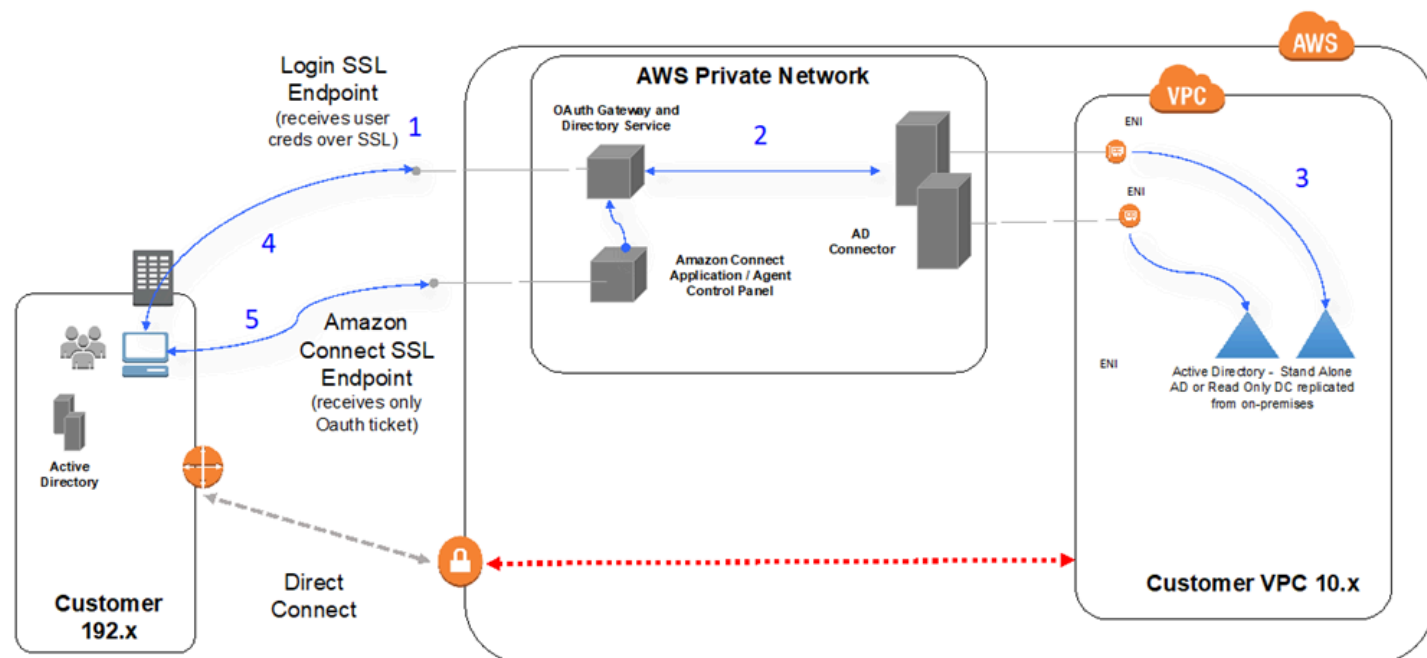 AWS
Login SSL
Endpoint
(receives user
creds over SSL)
1
AWS Private Network
OAuth Gateway and
Directory Service
2
VPC
ENI
3
ENI
4
AD
Connector
Amazon Connect
Application / Agent
Control Panel
5
Amazon
Connect SSL
Endpoint
(receives only
Oauth ticket)
ENI
Active Directory - Stand Alone
AD or Read Only DC replicated
from on-premises
Active
Directory
Direct
Connect
Customer
192.x
Customer VPC 10.x